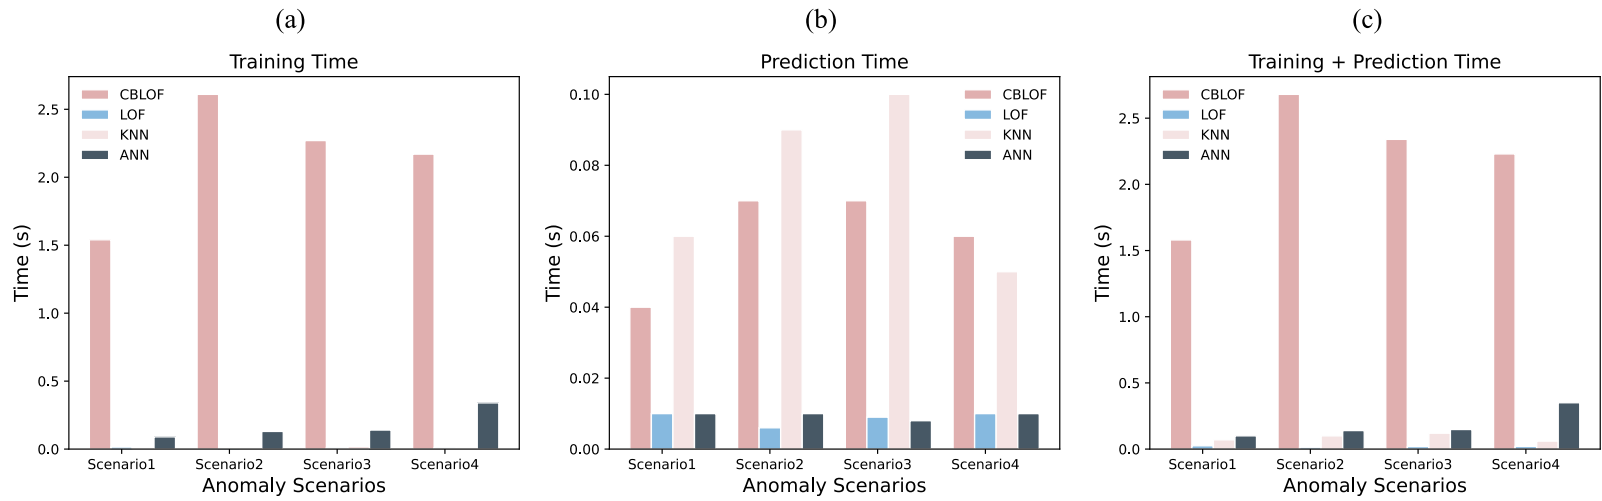 (a)
Training Time
Time (s)
2.5
2.0
1.5
1.0
0.5
0.0
CBLOF
LOF
KNN
ANN
Scenario1 Scenario2 Scenario3 Scenario4
Anomaly Scenarios
(b)
Prediction Time
Time (s)
0.10
0.08
0.06
0.04
0.02
0.00
CBLOF
LOF
KNN
ANN
Scenario1 Scenario2 Scenario3 Scenario4
Anomaly Scenarios
(c)
Training + Prediction Time
Time (s)
2.5
2.0
1.5
1.0
0.5
0.0
CBLOF
LOF
KNN
ANN
Scenario1 Scenario2 Scenario3 Scenario4
Anomaly Scenarios